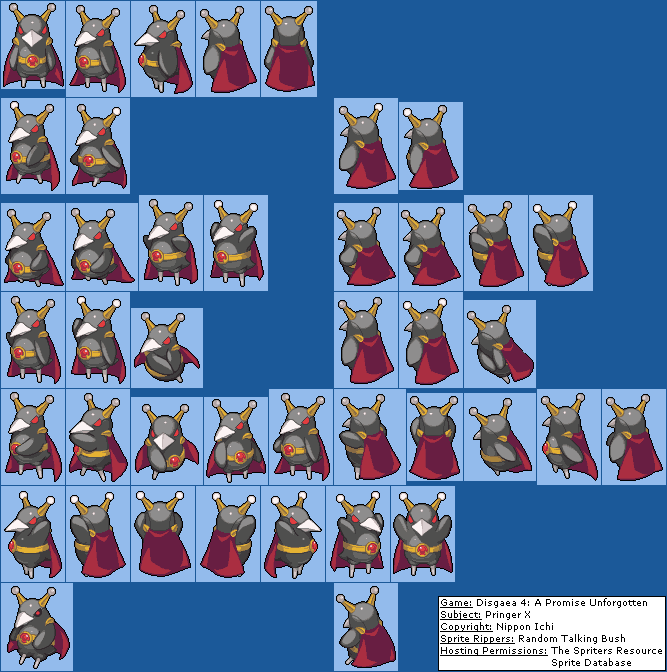 Game: Disgaea 4: A Promise Unforgotten
Subject: Pringer X
Copyright: Nippon Ichi
Sprite Rippers: Random Talking Bush
Hosting Permissions: The Spriters Resource
Sprite Database